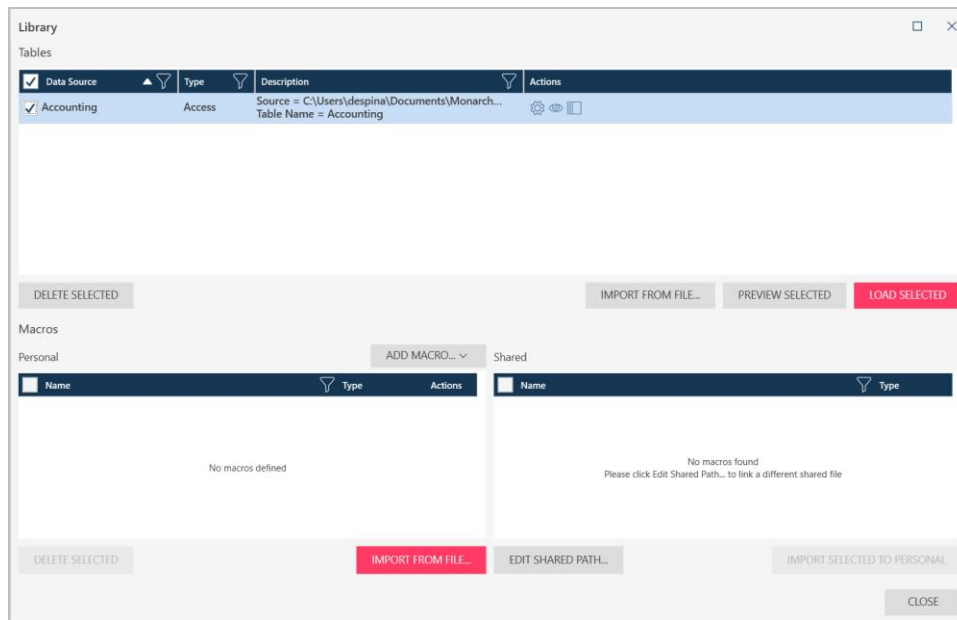 Library
Tables
Data Source Type Description Actions
Accounting Access Source = C:\Users\despina\Documents\Monarch...
Table Name = Accounting
DELETE SELECTED IMPORT FROM FILE... PREVIEW SELECTED LOAD SELECTED
Macros
Personal ADD MACRO... Shared
Name Type Actions Name Type
No macros defined
No macros found
Please click Edit Shared Path... to link a different shared file
DELETE SELECTED IMPORT FROM FILE... EDIT SHARED PATH... IMPORT SELECTED TO PERSONAL
CLOSE